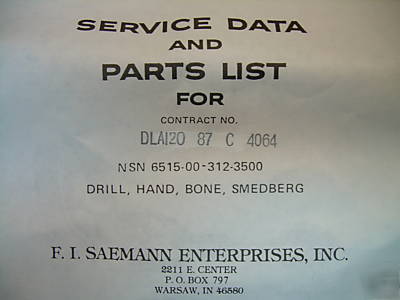 SERVICE DATA
AND
PARTS LIST
FOR
CONTRACT NO.
DLA120 87 C 4064
NSN 6515-00-312-3500
DRILL, HAND, BONE, SMEDBERG
F. I. SAEMANN ENTERPRISES, INC.
2211 E. CENTER
P. O. BOX 797
WARSAW, IN 46580